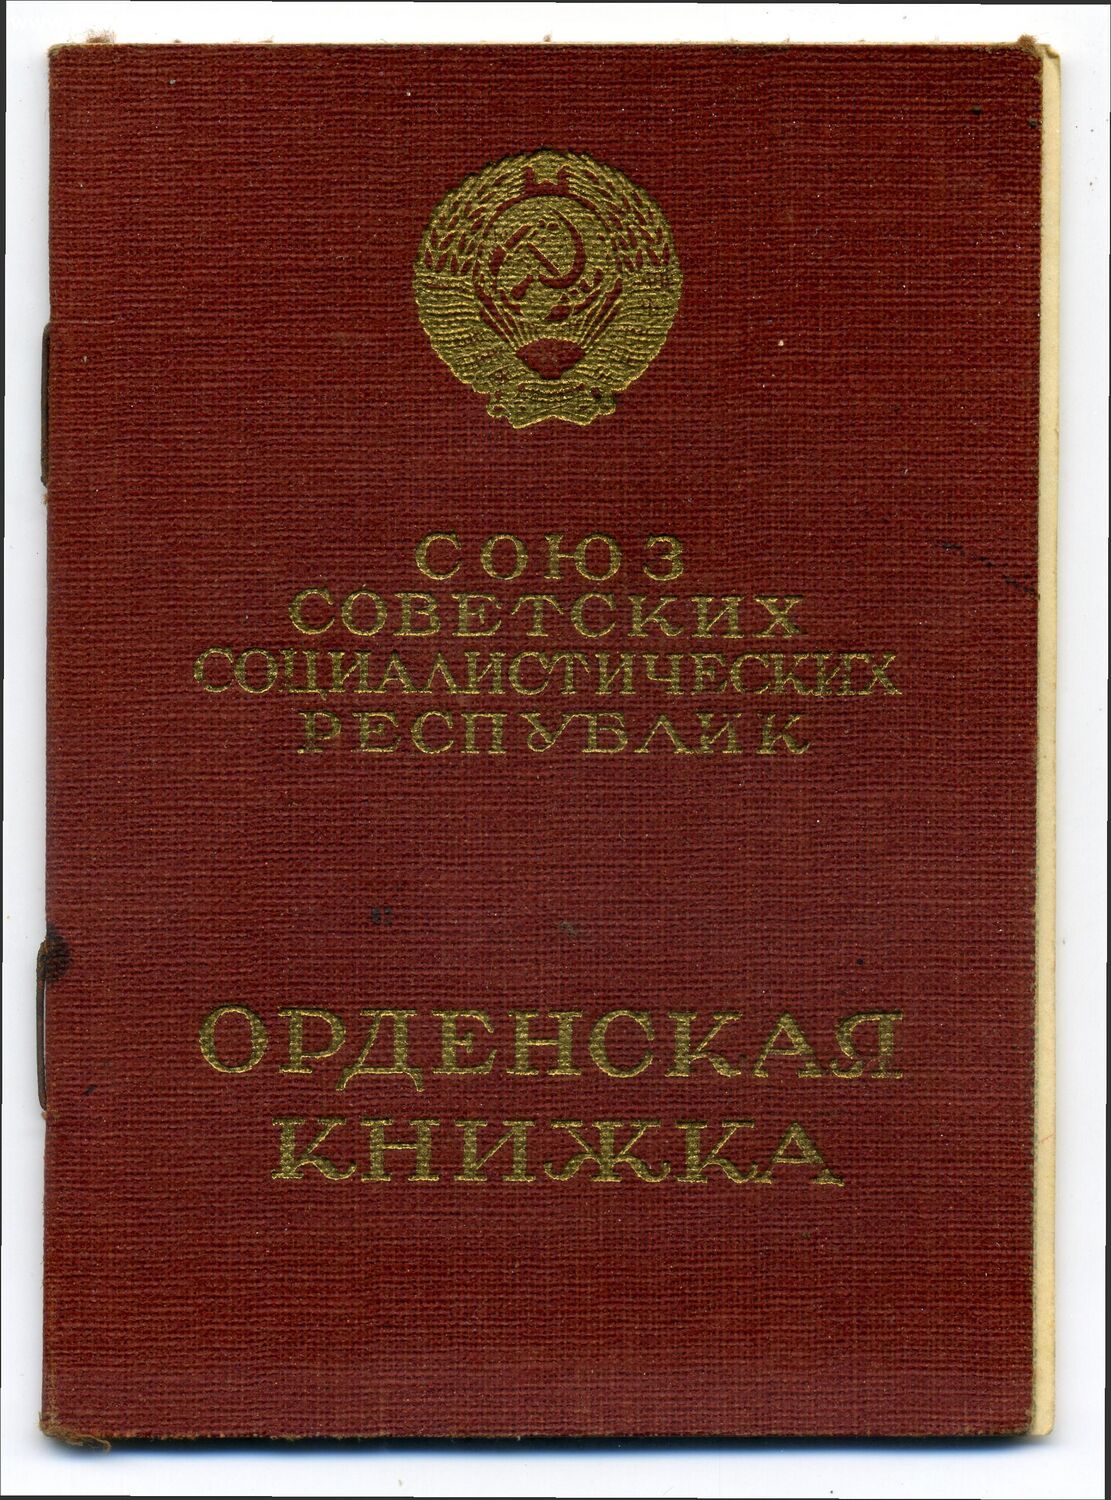 СОЮЗ
СОВЕТСКИХ
СОЦИАЛИСТИЧЕСКИХ
РЕСПУБЛИК
ОРДЕНСКАЯ
КНИЖКА